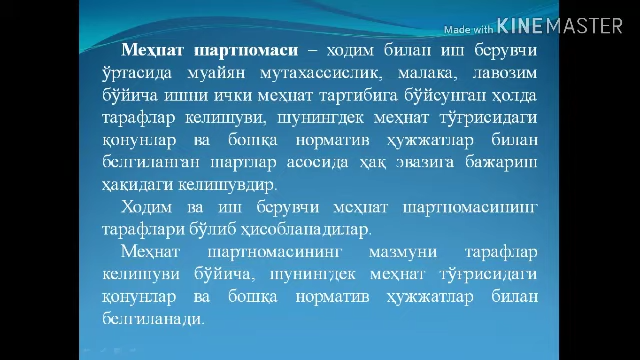 Made with KINEMASTER
Меҳнат шартномаси – ходим билан иш берувчи
ўртасида муайян мутахассислик, малака, лавозим
бўйича ишни ички меҳнат тартибига бўйсунган ҳолда
тарафлар келишуви, шунингдек меҳнат тўғрисидаги
қонунлар ва бошқа норматив ҳужжатлар билан
белгиланган шартлар асосида ҳақ эвазига бажариш
ҳақидаги келишувдир.
Ходим ва иш берувчи меҳнат шартномасининг
тарафлари бўлиб ҳисобланадилар.
Меҳнат шартномасининг мазмуни тарафлар
келишуви бўйича, шунингдек меҳнат тўғрисидаги
қонунлар ва бошқа норматив ҳужжатлар билан
белгиланади.